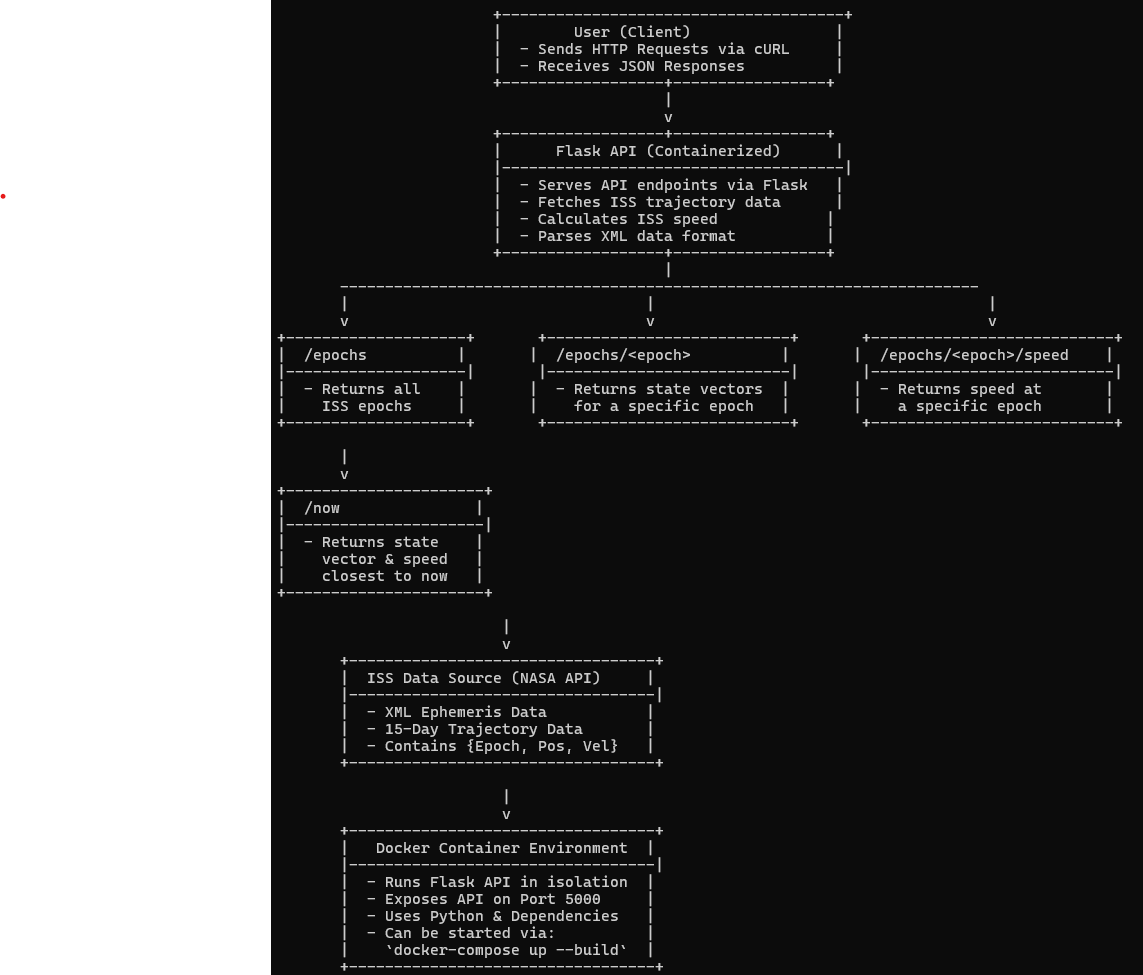 User (Client)
- Sends HTTP Requests via cURL
- Receives JSON Responses
v
Flask API (Containerized)
- Serves API endpoints via Flask
- Fetches ISS trajectory data
- Calculates ISS speed
- Parses XML data format
v v v
/epochs /epochs/<epoch> /epochs/<epoch>/speed
- Returns all - Returns state vectors - Returns speed at
ISS epochs for a specific epoch a specific epoch
v
/now
- Returns state
vector & speed
closest to now
v
ISS Data Source (NASA API)
- XML Ephemeris Data
- 15-Day Trajectory Data
- Contains {Epoch, Pos, Vel}
v
Docker Container Environment
- Runs Flask API in isolation
- Exposes API on Port 5000
- Uses Python & Dependencies
- Can be started via:
`docker-compose up --build`